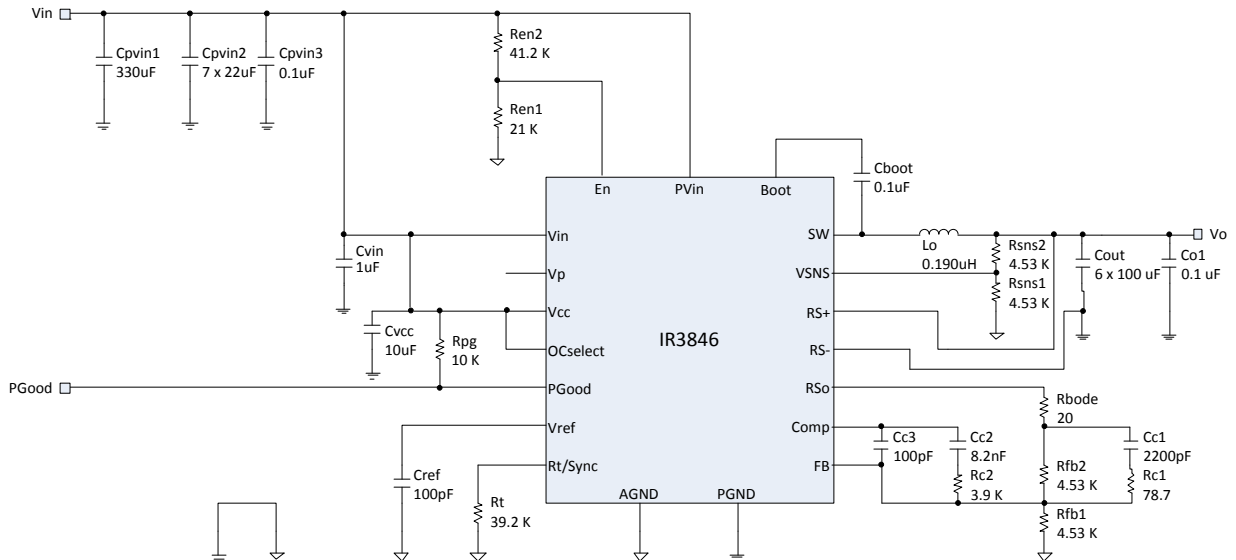 Vin
Cpvin1
330uF
Cpvin2
7 x 22uF
Cpvin3
0.1uF
Ren2
41.2 K
Ren1
21 K
Cboot
0.1uF
En
PVin
Boot
Vin
Vp
Vcc
OCselect
PGood
Vref
Rt/Sync
AGND
PGND
IR3846
SW
VSNS
RS+
RS-
RSo
Comp
FB
Cvin
1uF
Cvcc
10uF
Rpg
10 K
PGood
Cref
100pF
Rt
39.2 K
Lo
0.190uH
Rsns2
4.53 K
Rsns1
4.53 K
Cout
6 x 100 uF
Co1
0.1 uF
Vo
Rbode
20
Cc3
100pF
Cc2
8.2nF
Rc2
3.9 K
Rfb2
4.53 K
Cc1
2200pF
Rc1
78.7
Rfb1
4.53 K